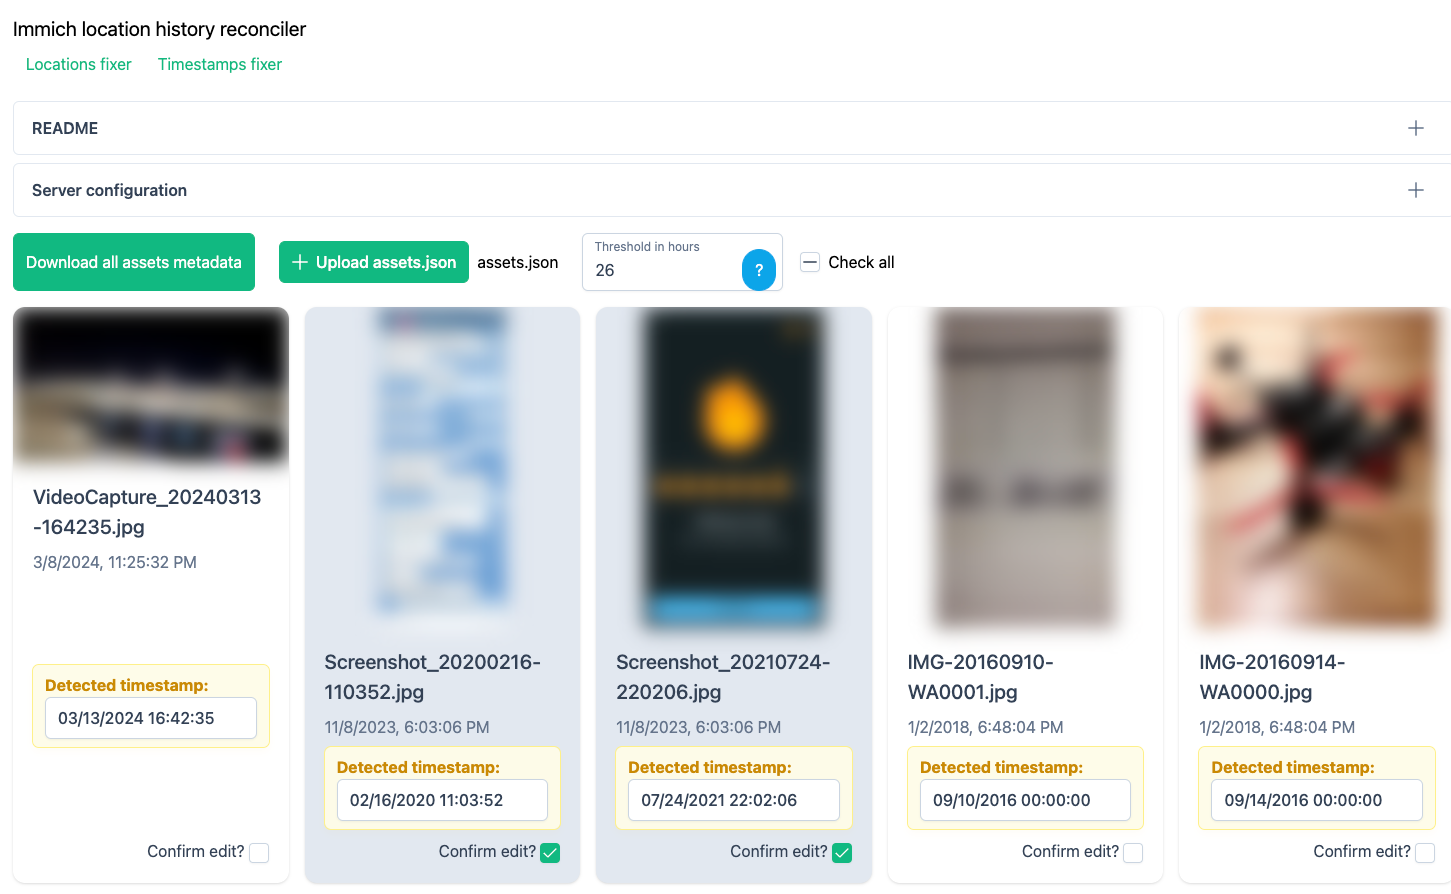 Immich location history reconciler
Locations fixer Timestamps fixer
README
Server configuration
Download all assets metadata
Upload assets.json assets.json
Threshold in hours
26
?
Check all
VideoCapture_20240313
-164235.jpg
3/8/2024, 11:25:32 PM
Detected timestamp:
03/13/2024 16:42:35
Confirm edit?
Screenshot_20200216-
110352.jpg
11/8/2023, 6:03:06 PM
Detected timestamp:
02/16/2020 11:03:52
Confirm edit?
Screenshot_20210724-
220206.jpg
11/8/2023, 6:03:06 PM
Detected timestamp:
07/24/2021 22:02:06
Confirm edit?
IMG-20160910-
WA0001.jpg
1/2/2018, 6:48:04 PM
Detected timestamp:
09/10/2016 00:00:00
Confirm edit?
IMG-20160914-
WA0000.jpg
1/2/2018, 6:48:04 PM
Detected timestamp:
09/14/2016 00:00:00
Confirm edit?